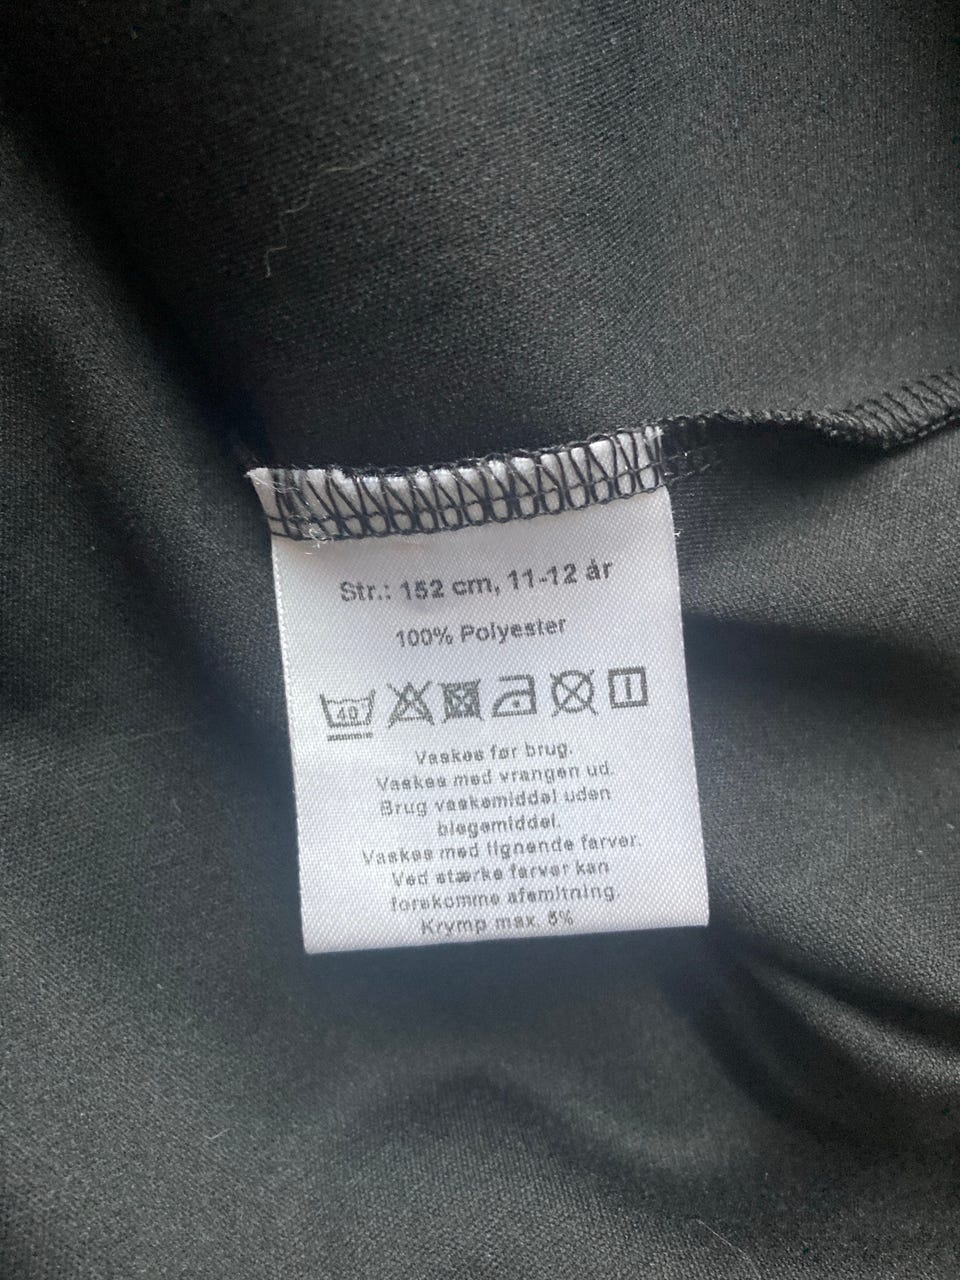 Str.: 152 cm, 11-12 år
100% Polyester
40
Vaskes før brug.
Vaskes med vrangen ud.
Brug vaskemiddel uden
blegemiddel.
Vaskes med lignende farver.
Ved stærke farver kan
forekomme afsmitning.
Krymp max. 5%